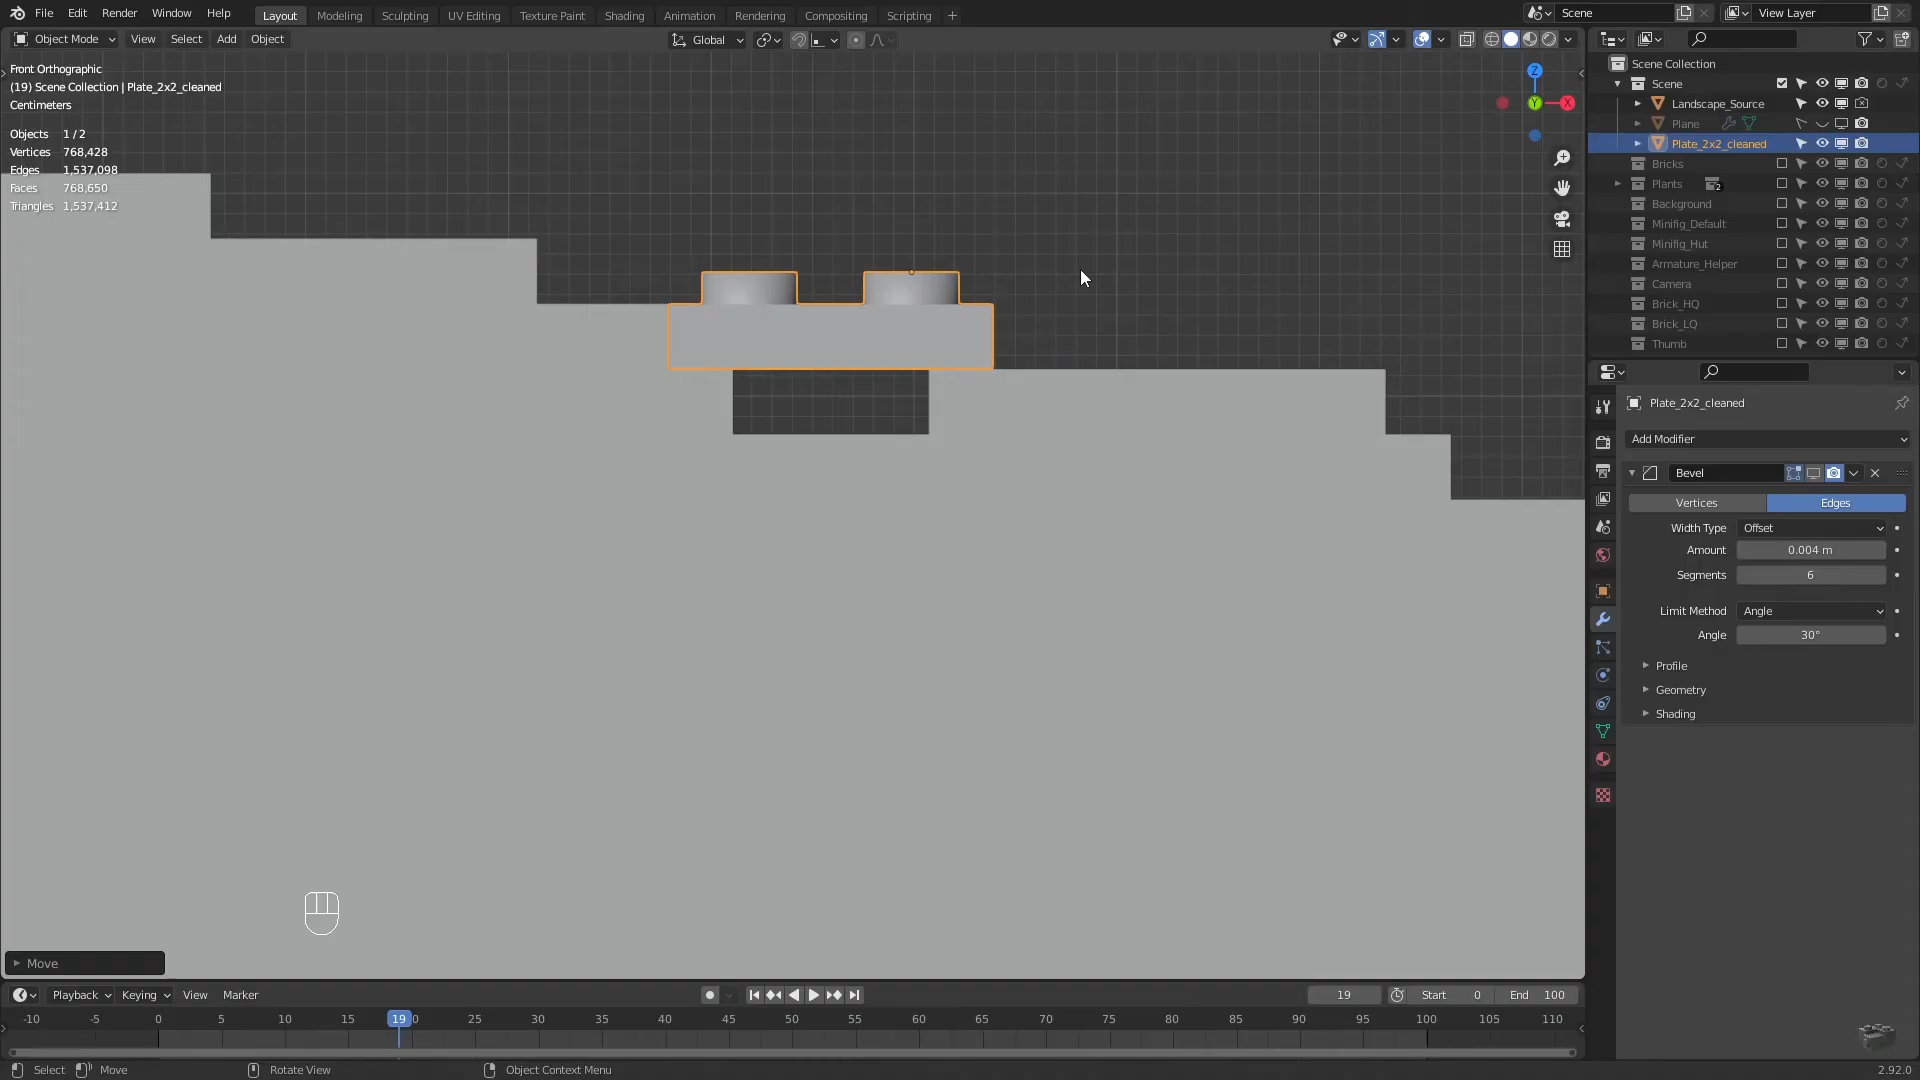 File Edit Render Window Help Layout Modeling Sculpting UV Editing Texture Paint Shading Animation Rendering Compositing Scripting + Scene View Layer
Object Mode View Select Add Object Global
Front Orthographic
(19) Scene Collection | Plate_2x2_cleaned
Centimeters
Objects 1 / 2
Vertices 768,428
Edges 1,537,098
Faces 768,650
Triangles 1,537,412
Z
Y
X
Scene Collection
Scene
Landscape_Source
Plane
Plate_2x2_cleaned
Bricks
Plants 2
Background
Minifig_Default
Minifig_Hut
Armature_Helper
Camera
Brick_HQ
Brick_LQ
Thumb
Plate_2x2_cleaned
Add Modifier
Bevel
Vertices Edges
Width Type Offset
Amount 0.004 m
Segments 6
Limit Method Angle
Angle 30°
Profile
Geometry
Shading
Move
Playback Keying View Marker 19 Start 0 End 100
-10 -5 0 5 10 15 19 0 25 30 35 40 45 50 55 60 65 70 75 80 85 90 95 100 105 110
Select Move Rotate View Object Context Menu 2.92.0